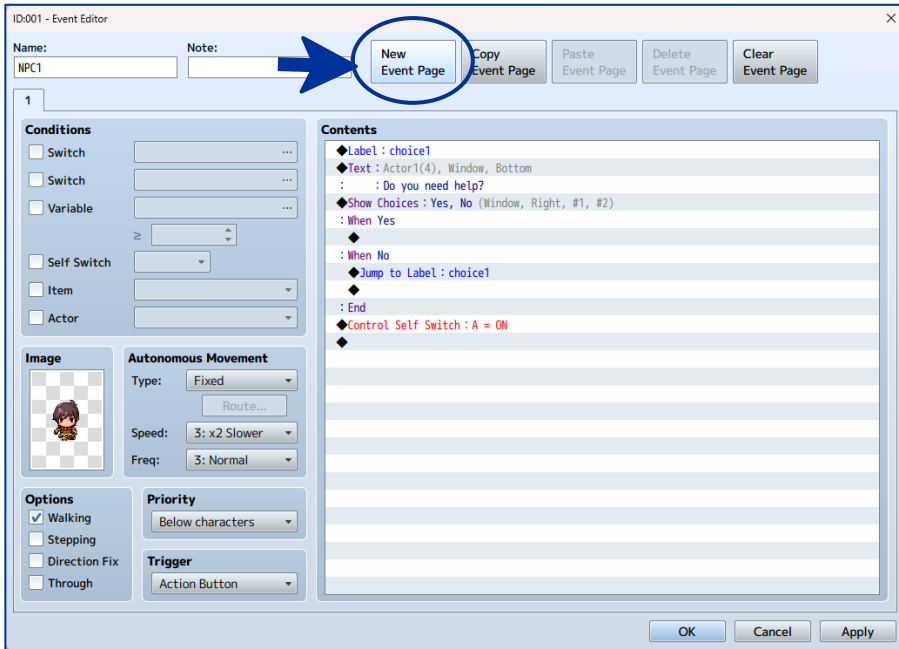 ID:001 - Event Editor
Name: Note:
NPC1
New Event Page
Copy Event Page
Paste Event Page
Delete Event Page
Clear Event Page
1
Conditions
Switch ...
Switch ...
Variable ...
≥
Self Switch
Item
Actor
Image
Autonomous Movement
Type: Fixed
Route...
Speed: 3: x2 Slower
Freq: 3: Normal
Options
Walking
Stepping
Direction Fix
Through
Priority
Below characters
Trigger
Action Button
Contents
◆Label：choice1
◆Text：Actor1(4), Window, Bottom
：　　：Do you need help?
◆Show Choices：Yes, No (Window, Right, #1, #2)
：When Yes
◆
：When No
◆Jump to Label：choice1
◆
：End
◆Control Self Switch：A = ON
◆
OK Cancel Apply